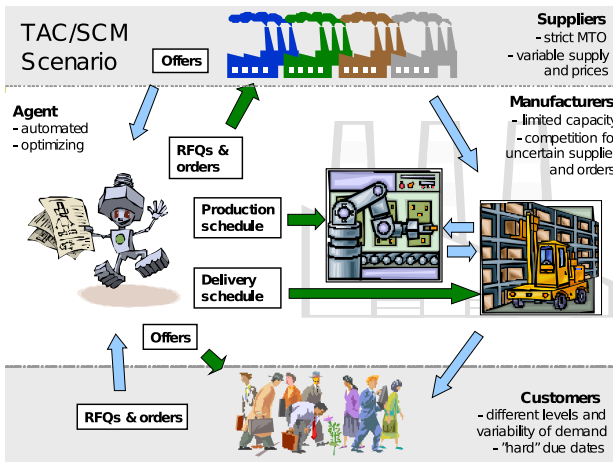 TAC/SCM
Scenario
Offers
Suppliers
- strict MTO
- variable supply
and prices
Agent
- automated
- optimizing
RFQs &
orders
Manufacturers
- limited capacity
- competition fo
uncertain supplie
and orders
Production
schedule
Delivery
schedule
Offers
RFQs & orders
Customers
- different levels and
variability of demand
- "hard" due dates